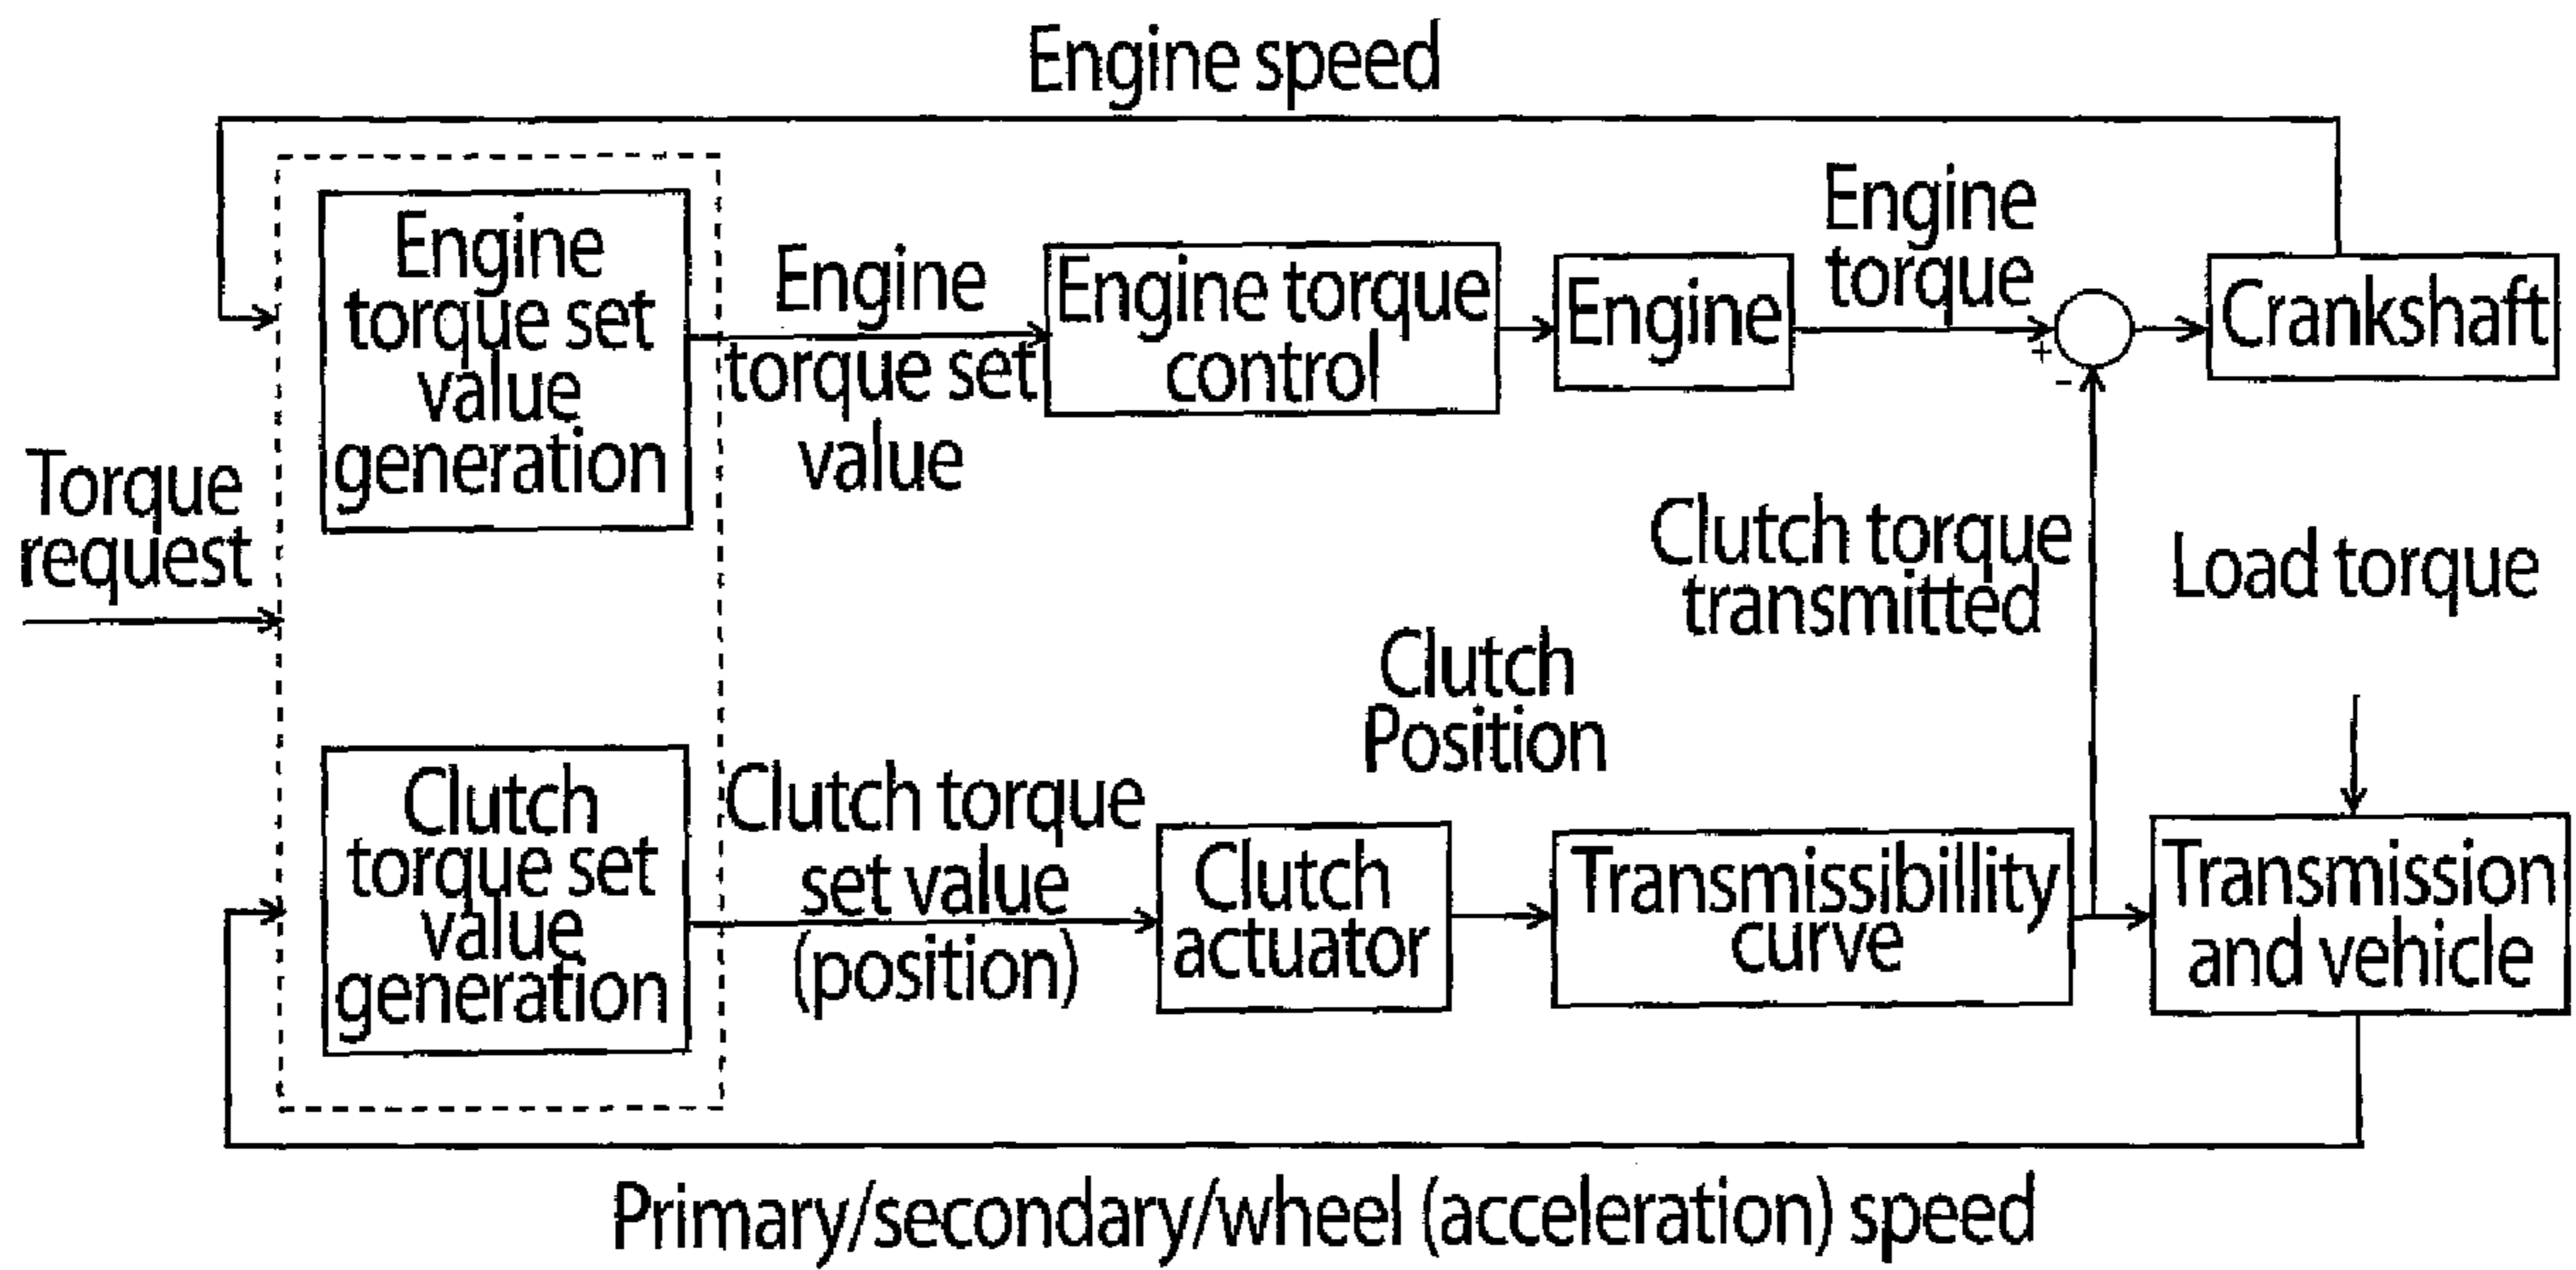 Engine speed
Engine
torque set
value
generation
Engine
torque set
value
Engine torque
control
Engine
Engine
torque
+
-
Crankshaft
Torque
request
Clutch torque
transmitted
Load torque
Clutch
Position
Clutch
torque set
value
generation
Clutch torque
set value
(position)
Clutch
actuator
Transmissibillity
curve
Transmission
and vehicle
Primary/secondary/wheel (acceleration) speed